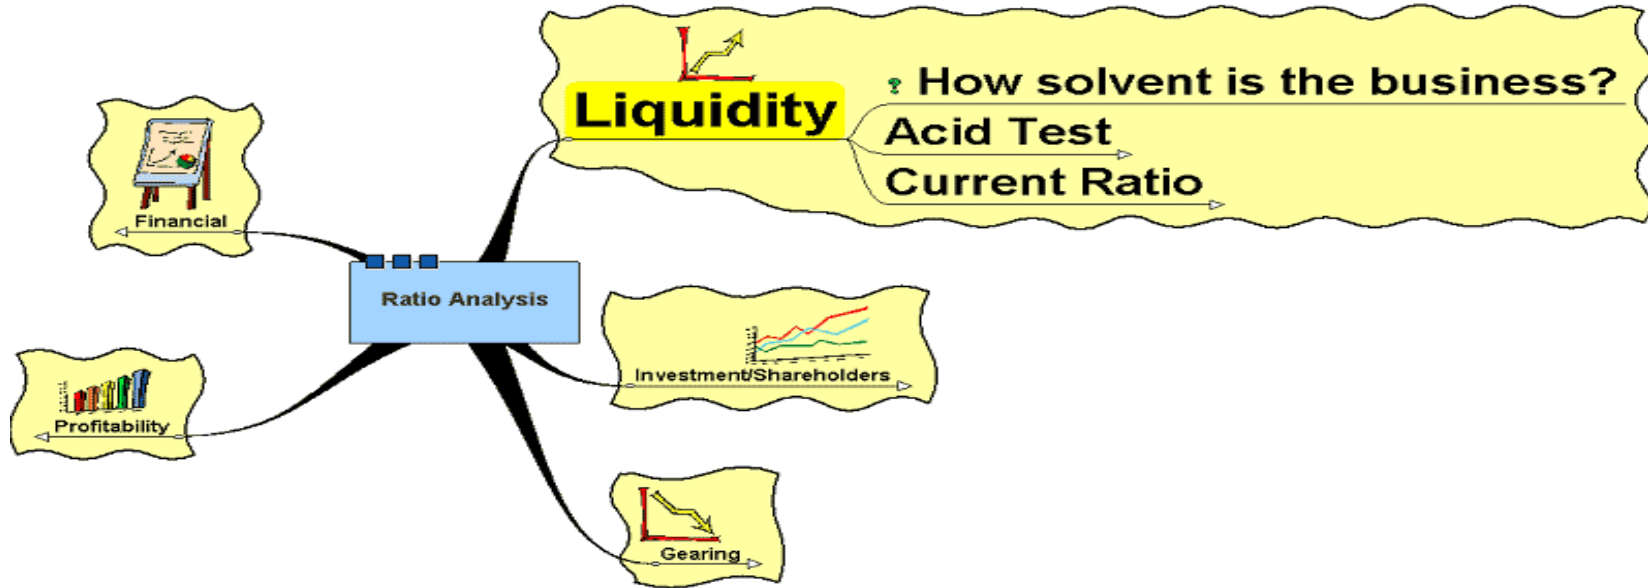 Liquidity
How solvent is the business?
Acid Test
Current Ratio
Financial
Ratio Analysis
Investment/Shareholders
Profitability
Gearing